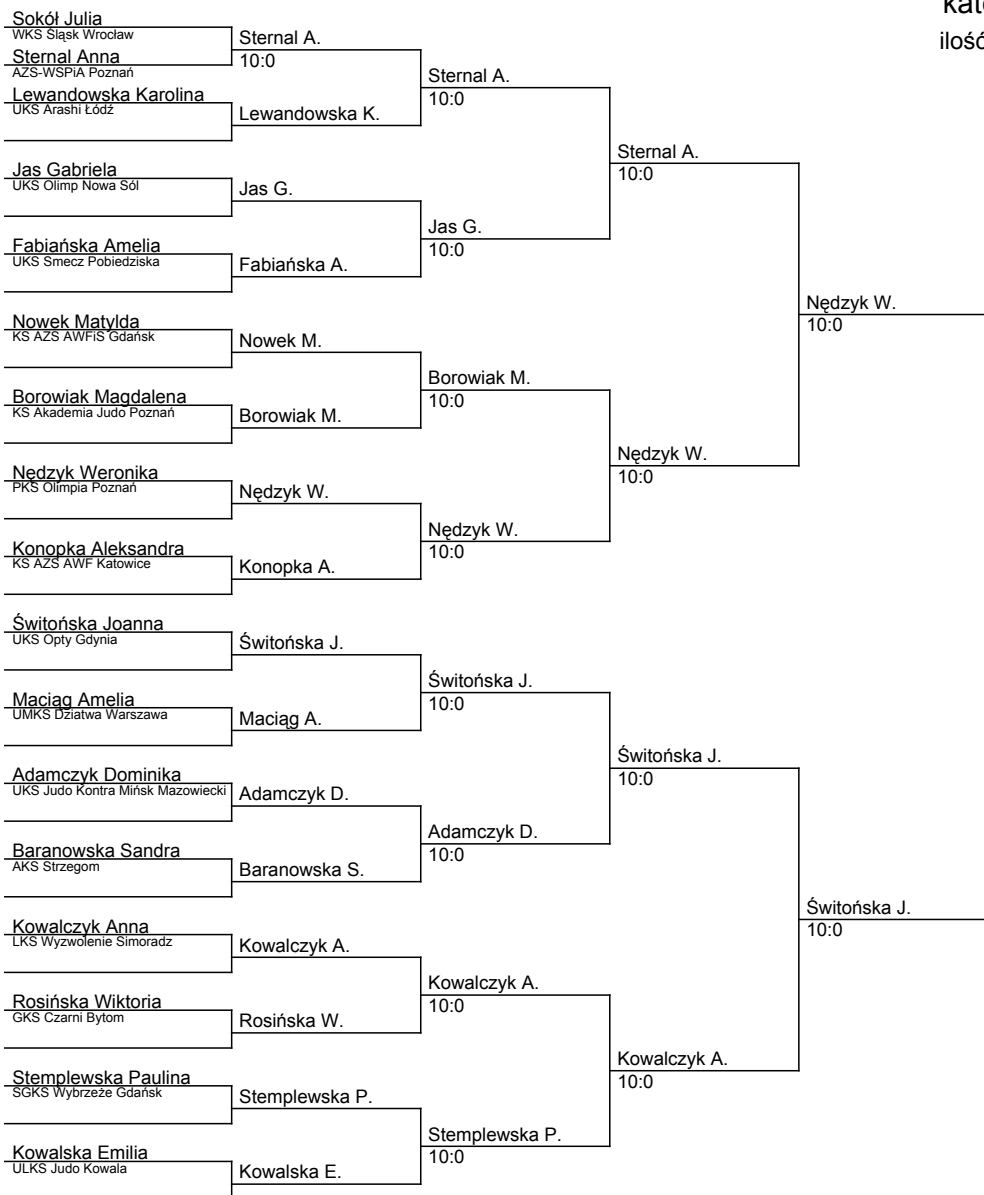 Sokół Julia
WKS Śląsk Wrocław
Sternal Anna
AZS-WSPiA Poznań
Lewandowska Karolina
UKS Arashi Łódź
Jas Gabriela
UKS Olimp Nowa Sól
Fabiańska Amelia
UKS Smecz Pobiedziska
Nowek Matylda
KS AZS AWFiS Gdańsk
Borowiak Magdalena
KS Akademia Judo Poznań
Nędzyk Weronika
PKS Olimpia Poznań
Konopka Aleksandra
KS AZS AWF Katowice
Świtońska Joanna
UKS Opty Gdynia
Maciąg Amelia
UMKS Dziatwa Warszawa
Adamczyk Dominika
UKS Judo Kontra Mińsk Mazowiecki
Baranowska Sandra
AKS Strzegom
Kowalczyk Anna
LKS Wyzwolenie Simoradz
Rosińska Wiktoria
GKS Czarni Bytom
Stemplewska Paulina
SGKS Wybrzeże Gdańsk
Kowalska Emilia
ULKS Judo Kowala
Sternal A.
10:0
Lewandowska K.
Jas G.
Fabiańska A.
Nowek M.
Borowiak M.
Nędzyk W.
Konopka A.
Świtońska J.
Maciąg A.
Adamczyk D.
Baranowska S.
Kowalczyk A.
Rosińska W.
Stemplewska P.
Kowalska E.
Sternal A.
10:0
Jas G.
10:0
Borowiak M.
10:0
Nędzyk W.
10:0
Świtońska J.
10:0
Adamczyk D.
10:0
Kowalczyk A.
10:0
Stemplewska P.
10:0
Sternal A.
10:0
Nędzyk W.
10:0
Świtońska J.
10:0
Kowalczyk A.
10:0
Nędzyk W.
10:0
Świtońska J.
10:0
ilość